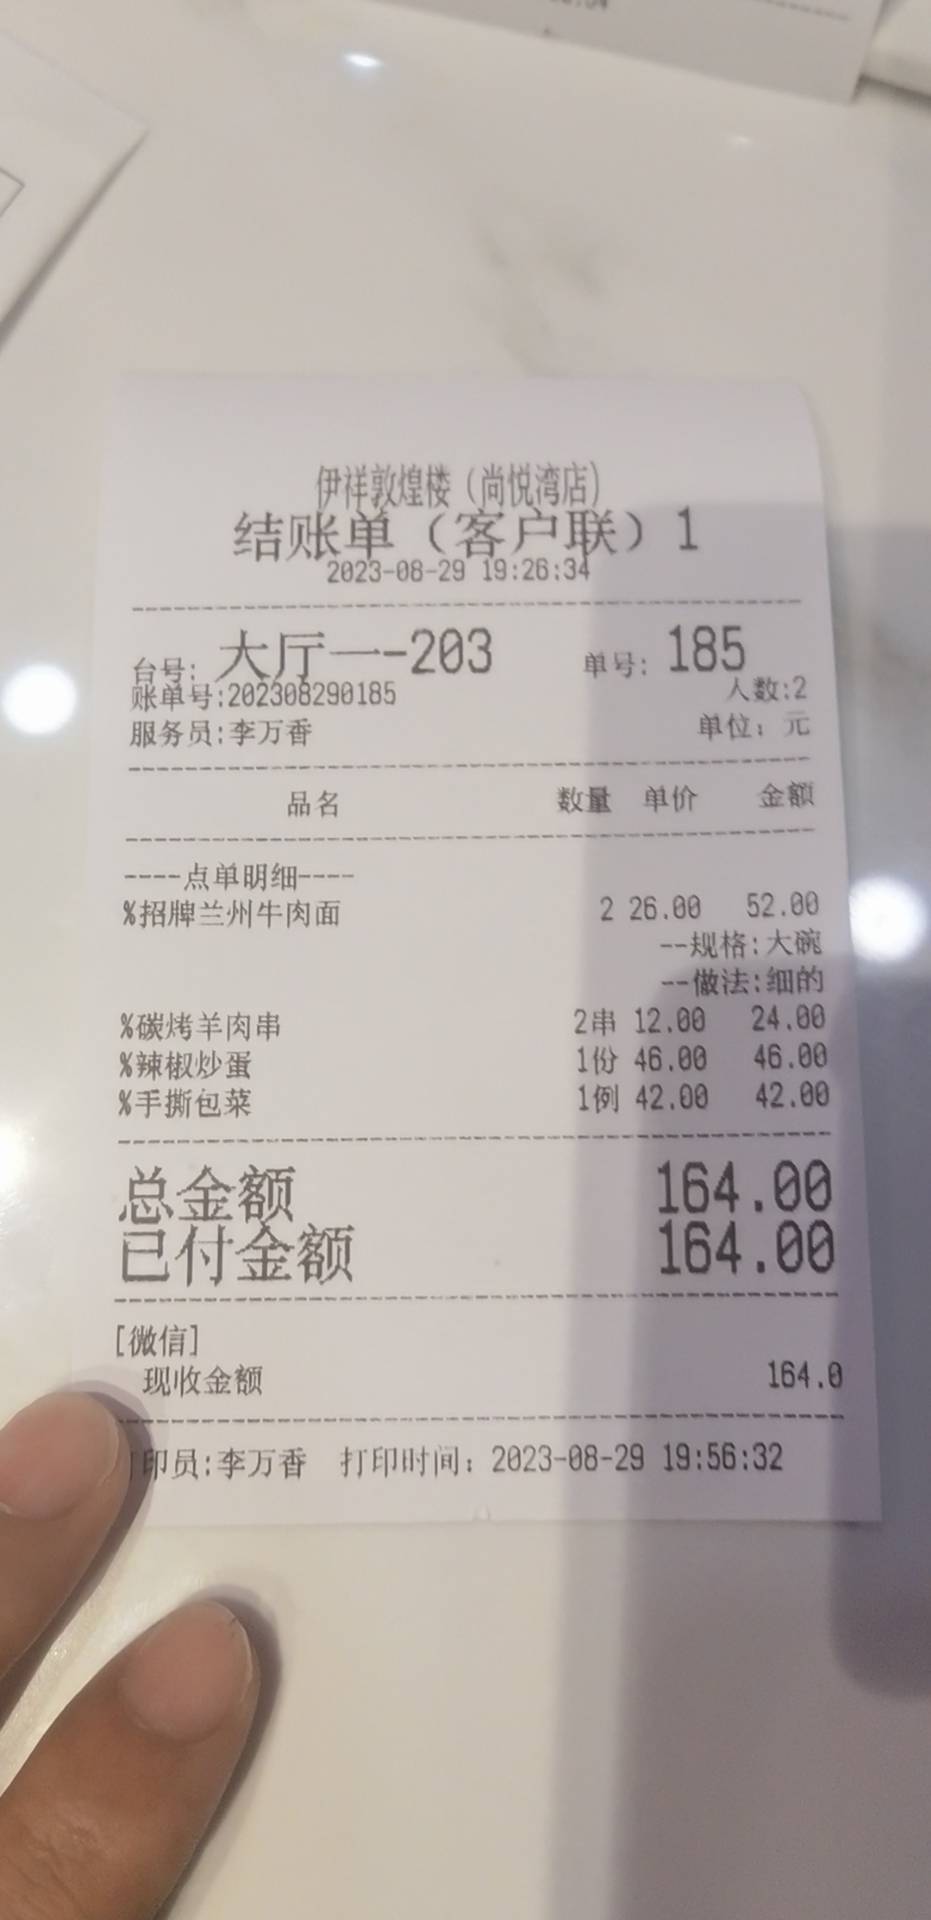 伊祥敦煌楼（尚悦湾店）
结账单（客户联）1
2023-08-29 19:26:34
台号: 大厅一-203 单号: 185
账单号:202308290185 人数:2
服务员:李万香 单位：元
品名 数量 单价 金额
----点单明细----
%招牌兰州牛肉面 2 26.00 52.00
--规格:大碗
--做法:细的
%碳烤羊肉串 2串 12.00 24.00
%辣椒炒蛋 1份 46.00 46.00
%手撕包菜 1例 42.00 42.00
总金额 164.00
已付金额 164.00
[微信]
现收金额 164.0
打印员:李万香 打印时间：2023-08-29 19:56:32